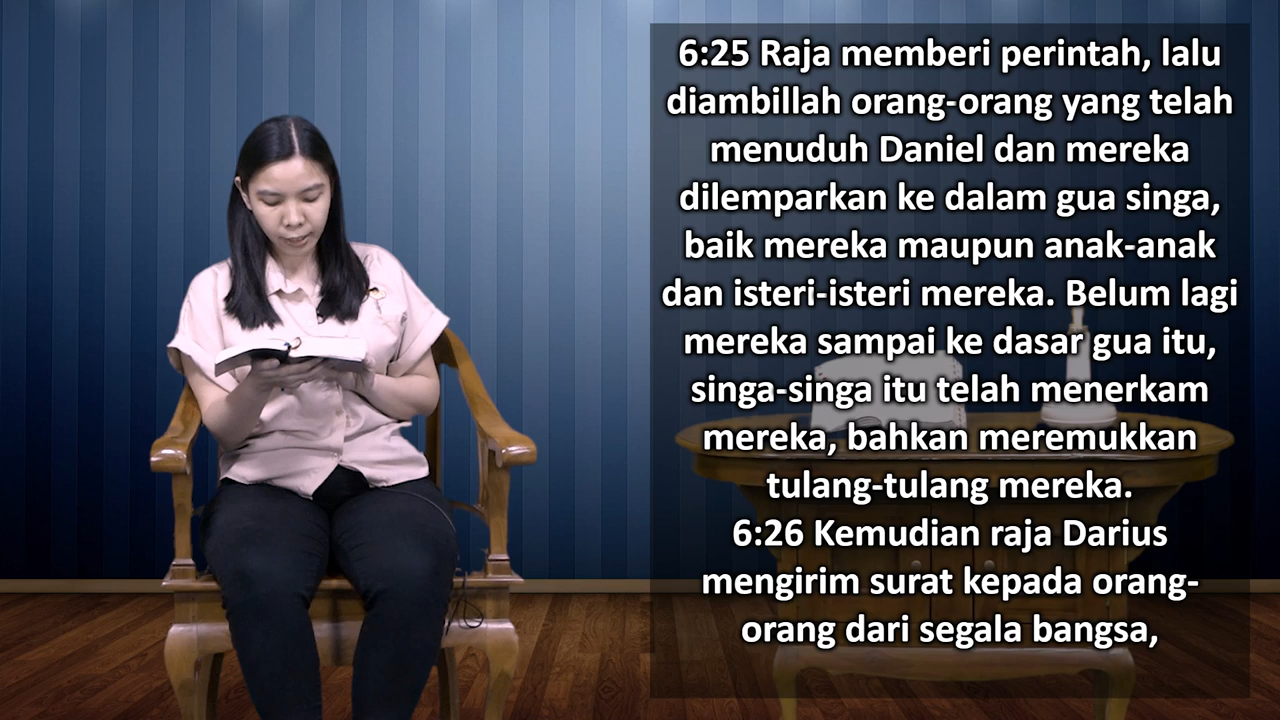 6:25 Raja memberi perintah, lalu
diambillah orang-orang yang telah
menuduh Daniel dan mereka
dilemparkan ke dalam gua singa,
baik mereka maupun anak-anak
dan isteri-isteri mereka. Belum lagi
mereka sampai ke dasar gua itu,
singa-singa itu telah menerkam
mereka, bahkan meremukkan
tulang-tulang mereka.
6:26 Kemudian raja Darius
mengirim surat kepada orang-
orang dari segala bangsa,